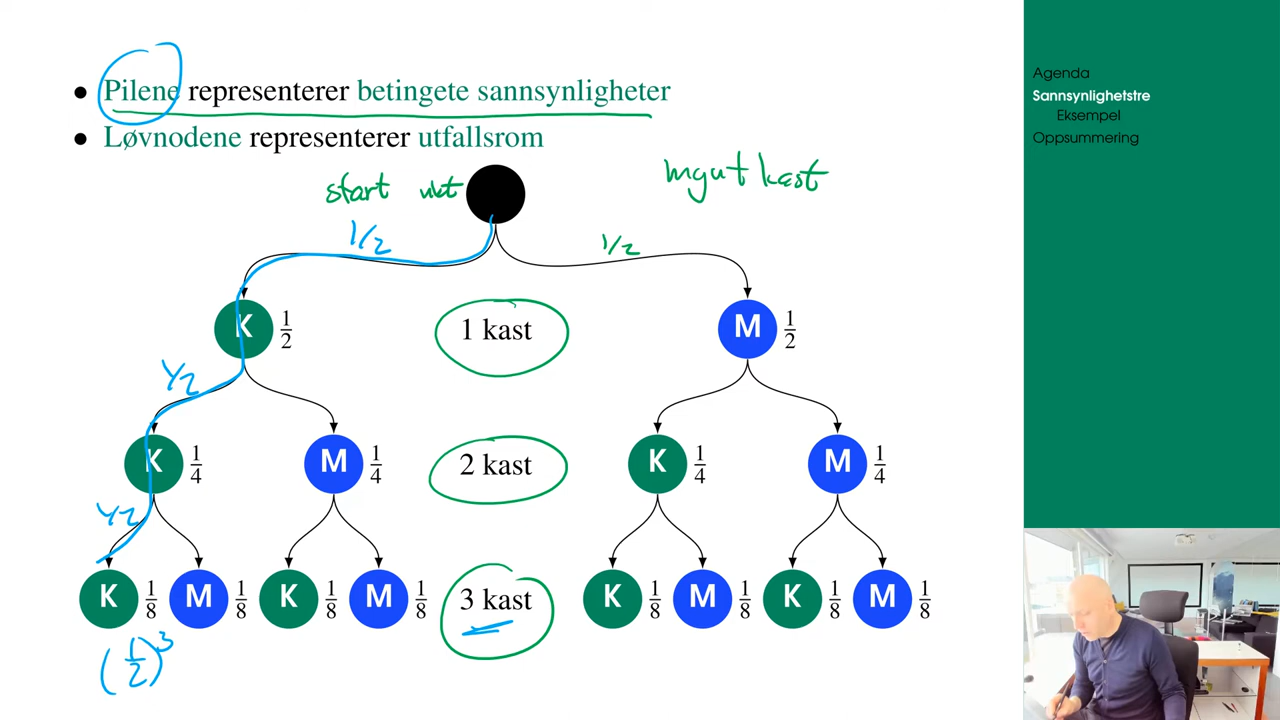 • Pilene representerer betingete sannsynligheter
• Løvnodene representerer utfallsrom
start
kast
1/2
1/2
K 1/2
1 kast
M 1/2
1/2
K 1/4
M 1/4
2 kast
K 1/4
M 1/4
1/2
K 1/8
M 1/8
K 1/8
M 1/8
3 kast
K 1/8
M 1/8
K 1/8
M 1/8
(1/2)^3
Agenda
Sannsynlighetstre
Eksempel
Oppsummering